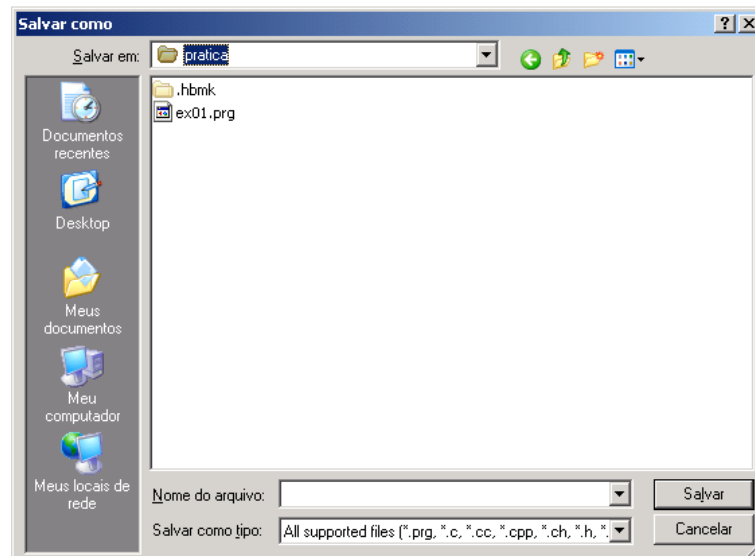 Salvar como
Salvar em:
pratica
.hbmk
ex01.prg
Documentos
recentes
Desktop
Meus
documentos
Meu
computador
Meus locais de
rede
Nome do arquivo:
Salvar
Salvar como tipo:
All supported files (*.prg, *.c, *.cc, *.cpp, *.ch, *.h, *.
Cancelar